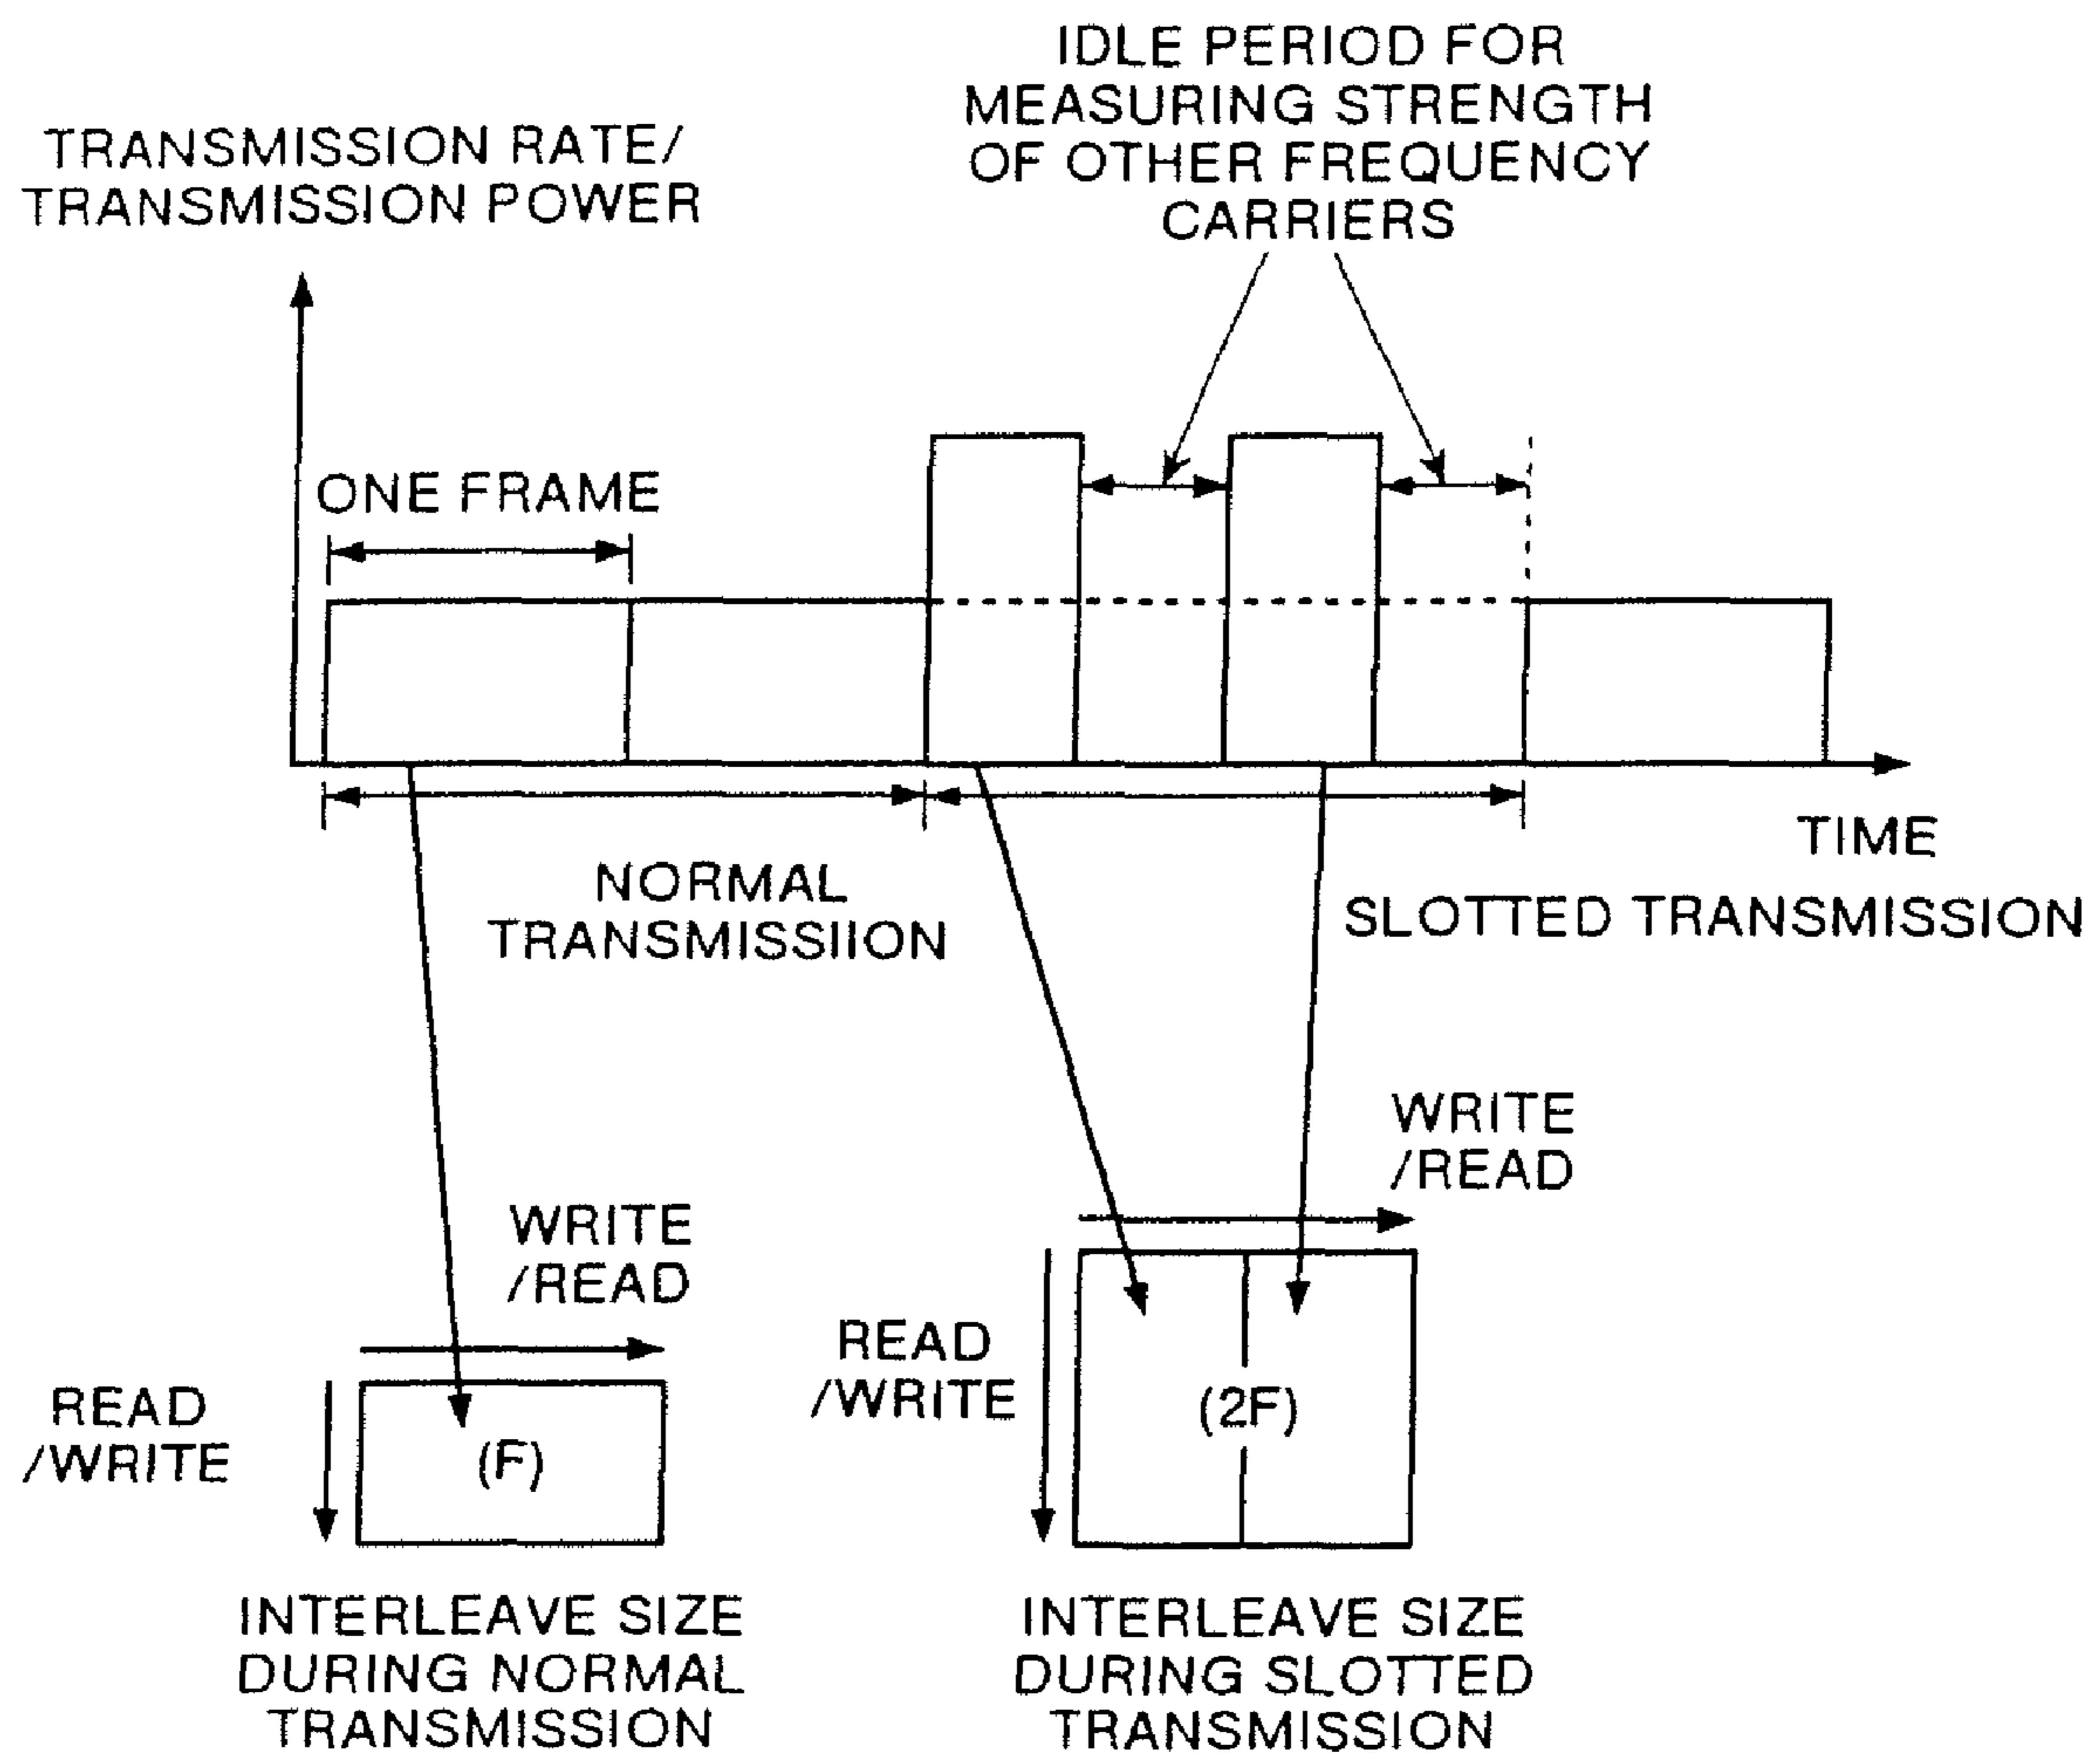 IDLE PERIOD FOR
MEASURING STRENGTH
OF OTHER FREQUENCY
CARRIERS
TRANSMISSION RATE/
TRANSMISSION POWER
ONE FRAME
TIME
NORMAL
TRANSMISSIION
SLOTTED TRANSMISSION
WRITE
/READ
READ
/WRITE
(F)
INTERLEAVE SIZE
DURING NORMAL
TRANSMISSION
WRITE
/READ
READ
/WRITE
(2F)
INTERLEAVE SIZE
DURING SLOTTED
TRANSMISSION